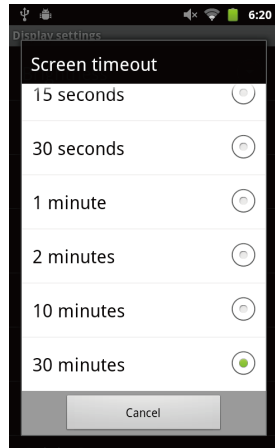 6:20
Display settings
Screen timeout
15 seconds
30 seconds
1 minute
2 minutes
10 minutes
30 minutes
Cancel